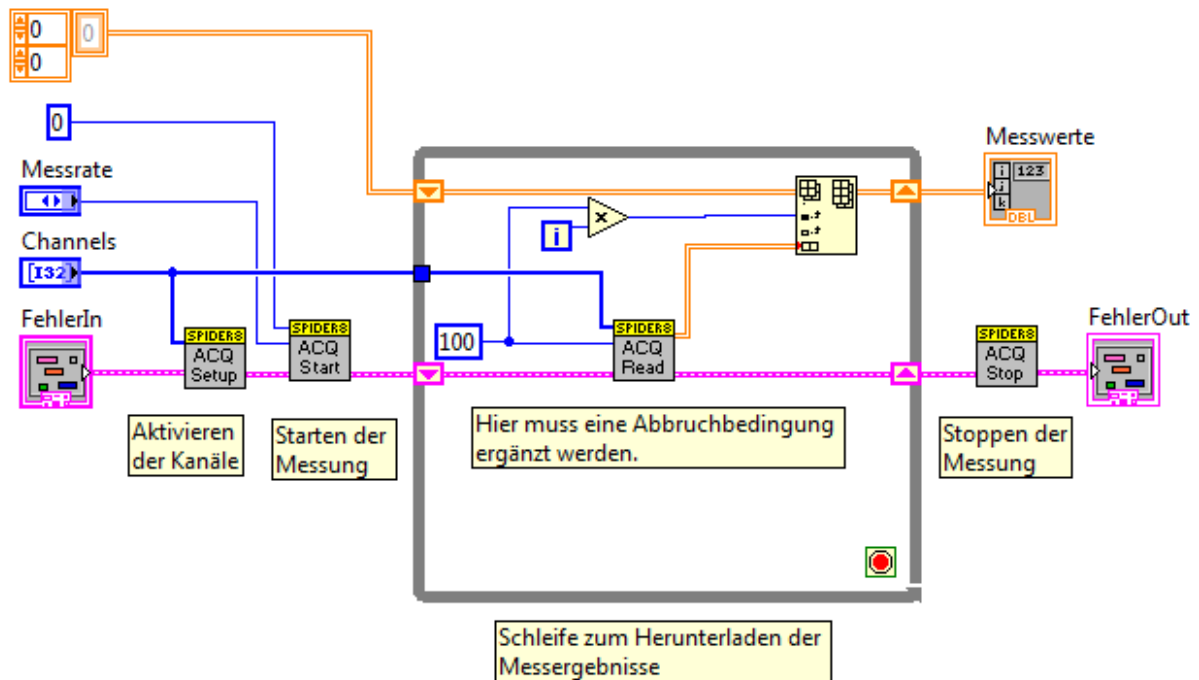 0
0
0
0
Messrate
Channels
[I32]
FehlerIn
SPIDER8
ACQ
Setup
SPIDER8
ACQ
Start
Aktivieren
der Kanäle
Starten der
Messung
i
100
SPIDER8
ACQ
Read
Hier muss eine Abbruchbedingung
ergänzt werden.
Schleife zum Herunterladen der
Messergebnisse
Messwerte
i
j
k
123
DBL
SPIDER8
ACQ
Stop
Stoppen der
Messung
FehlerOut